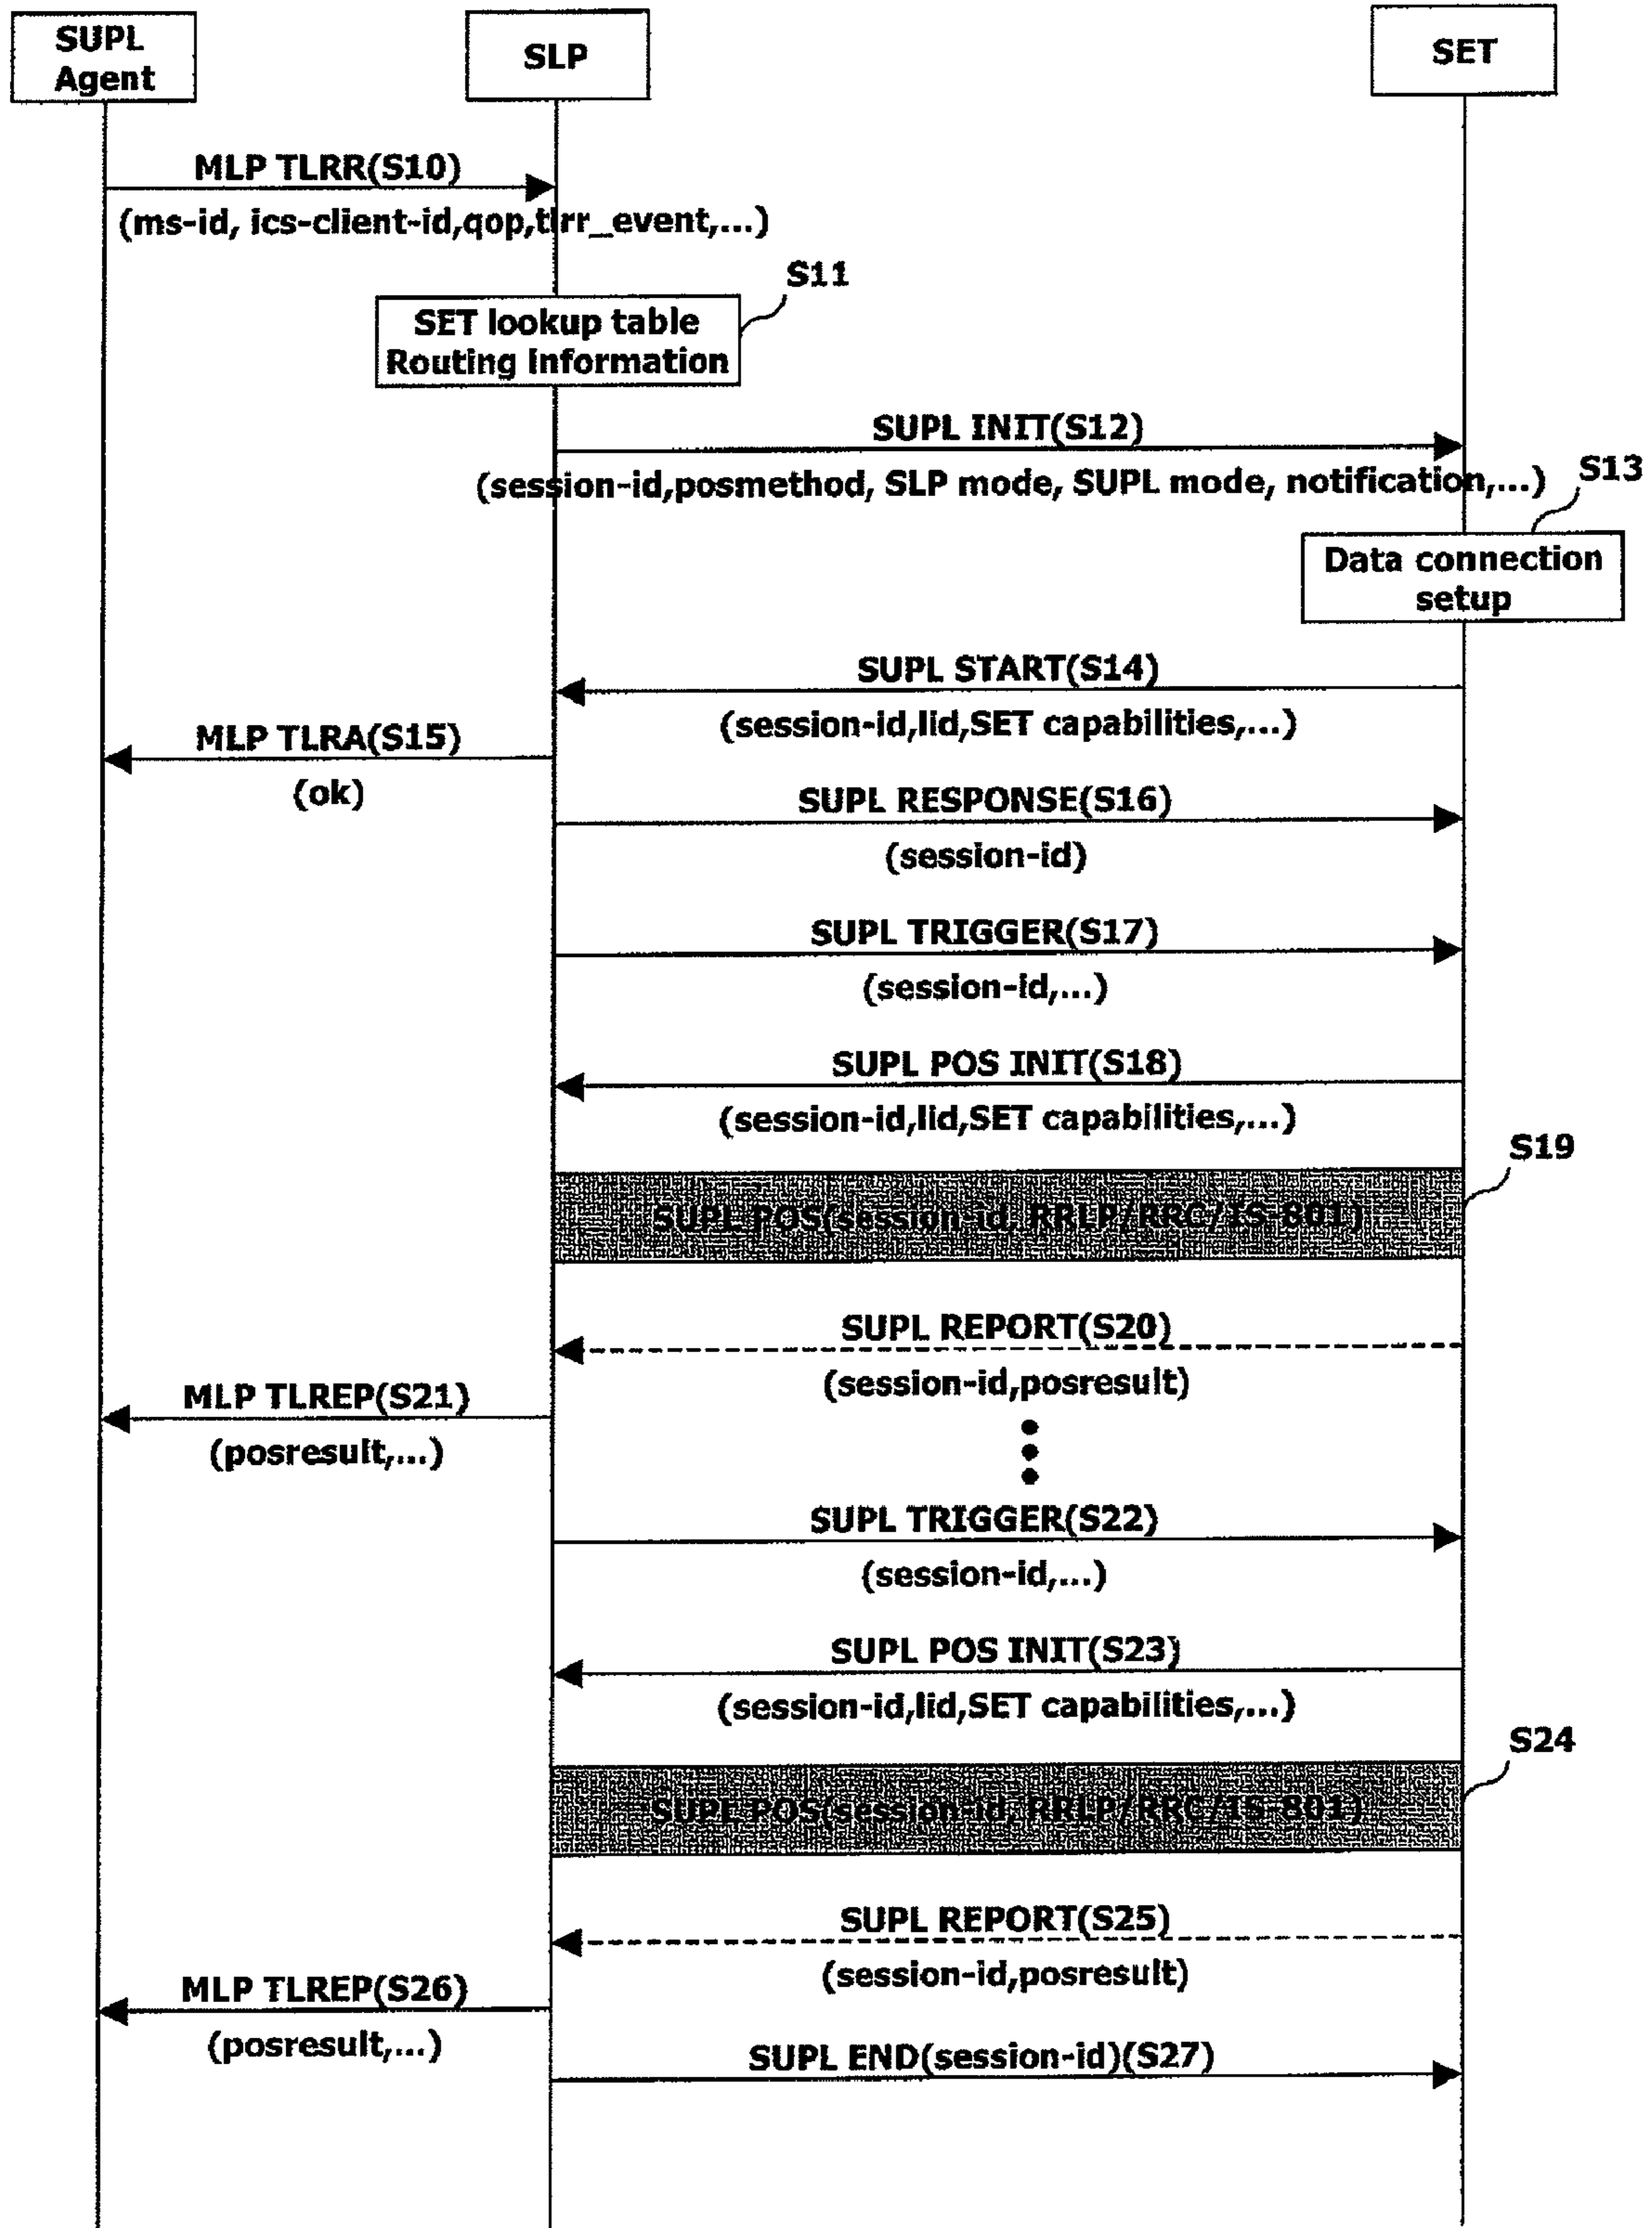 SUPL
Agent
SLP
SET
MLP TLRR(S10)
(ms-id, ics-client-id,qop,tlrr_event,...)
S11
SET lookup table
Routing Information
SUPL INIT(S12)
(session-id,posmethod, SLP mode, SUPL mode, notification,...)
S13
Data connection
setup
SUPL START(S14)
(session-id,lid,SET capabilities,...)
MLP TLRA(S15)
(ok)
SUPL RESPONSE(S16)
(session-id)
SUPL TRIGGER(S17)
(session-id,...)
SUPL POS INIT(S18)
(session-id,lid,SET capabilities,...)
S19
SUPL POS(session-id, RRLP/RRC/IS-801)
SUPL REPORT(S20)
(session-id,posresult)
MLP TLREP(S21)
(posresult,...)
SUPL TRIGGER(S22)
(session-id,...)
SUPL POS INIT(S23)
(session-id,lid,SET capabilities,...)
S24
SUPL POS(session-id, RRLP/RRC/IS-801)
SUPL REPORT(S25)
(session-id,posresult)
MLP TLREP(S26)
(posresult,...)
SUPL END(session-id)(S27)